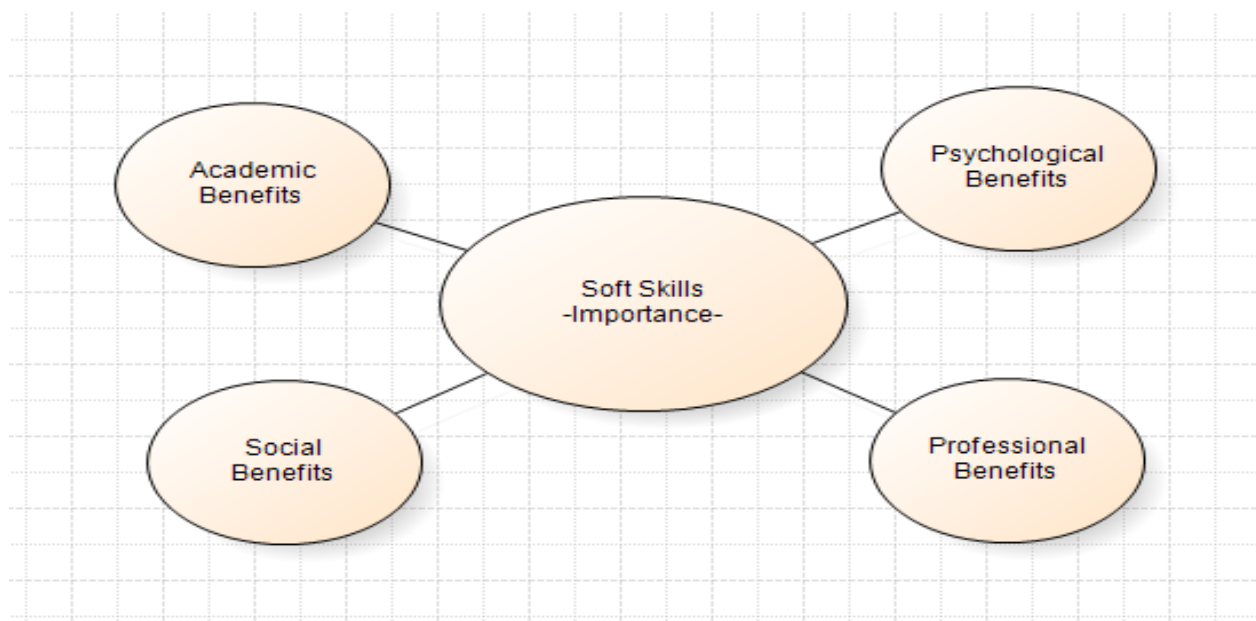 Academic
Benefits
Psychological
Benefits
Soft Skills
-Importance-
Social
Benefits
Professional
Benefits